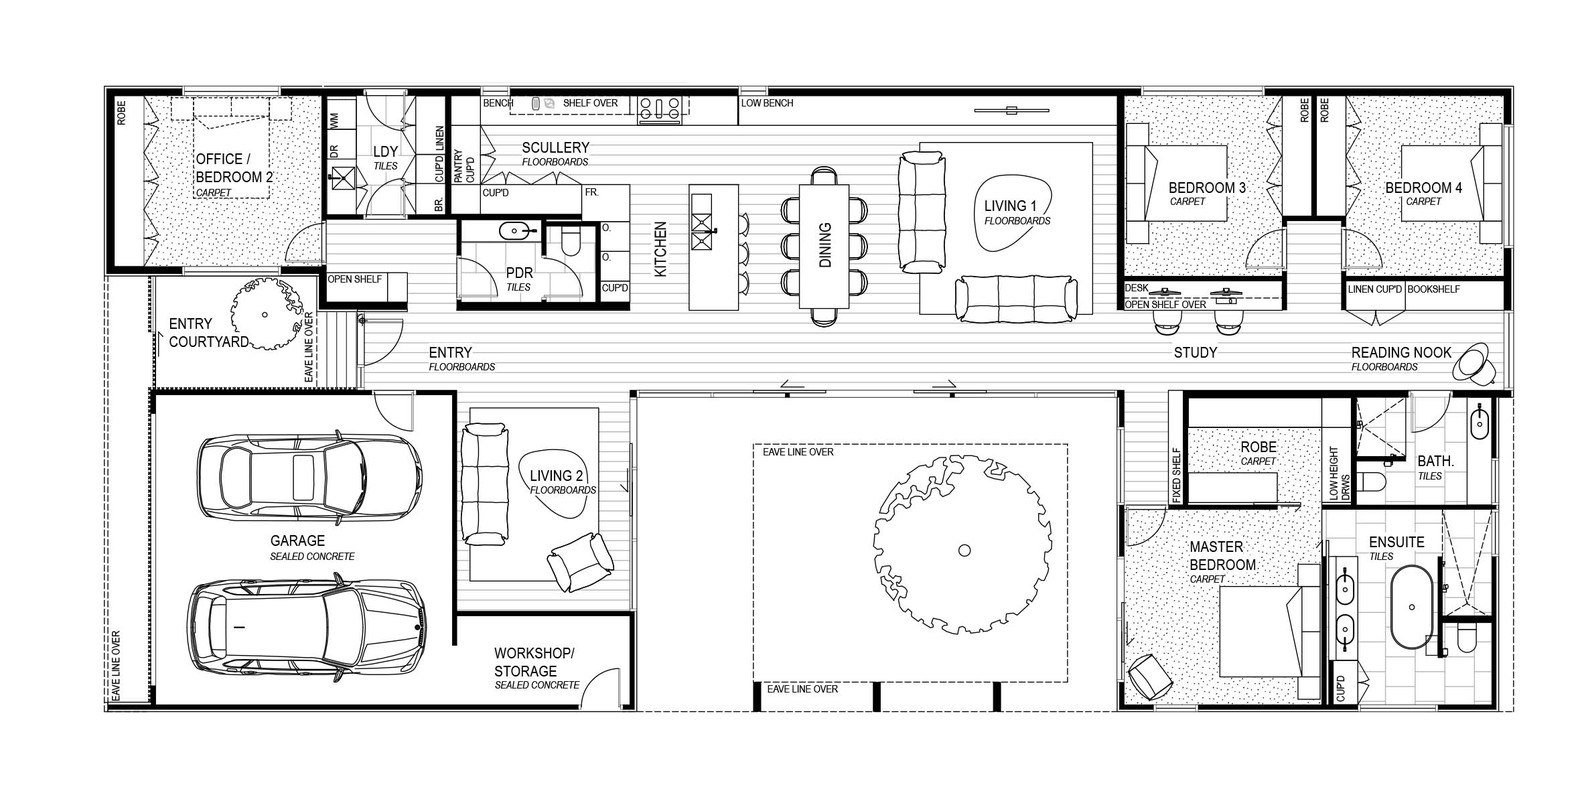 ROBE
OFFICE /
BEDROOM 2
CARPET
WM
DR
LDY
TILES
CUP'D
LINEN
BR.
BENCH
SHELF OVER
PANTRY
CUP'D
SCULLERY
FLOORBOARDS
CUP'D
FR.
O.
O.
CUP'D
LOW BENCH
KITCHEN
DINING
LIVING 1
FLOORBOARDS
BEDROOM 3
CARPET
ROBE
ROBE
BEDROOM 4
CARPET
OPEN SHELF
PDR
TILES
DESK
OPEN SHELF OVER
LINEN CUP'D
BOOKSHELF
ENTRY
COURTYARD
EAVE LINE OVER
ENTRY
FLOORBOARDS
STUDY
READING NOOK
FLOORBOARDS
GARAGE
SEALED CONCRETE
LIVING 2
FLOORBOARDS
EAVE LINE OVER
FIXED SHELF
ROBE
CARPET
LOW HEIGHT
DRWS
BATH.
TILES
MASTER
BEDROOM
CARPET
ENSUITE
TILES
CUP'D
EAVE LINE OVER
WORKSHOP/
STORAGE
SEALED CONCRETE
EAVE LINE OVER